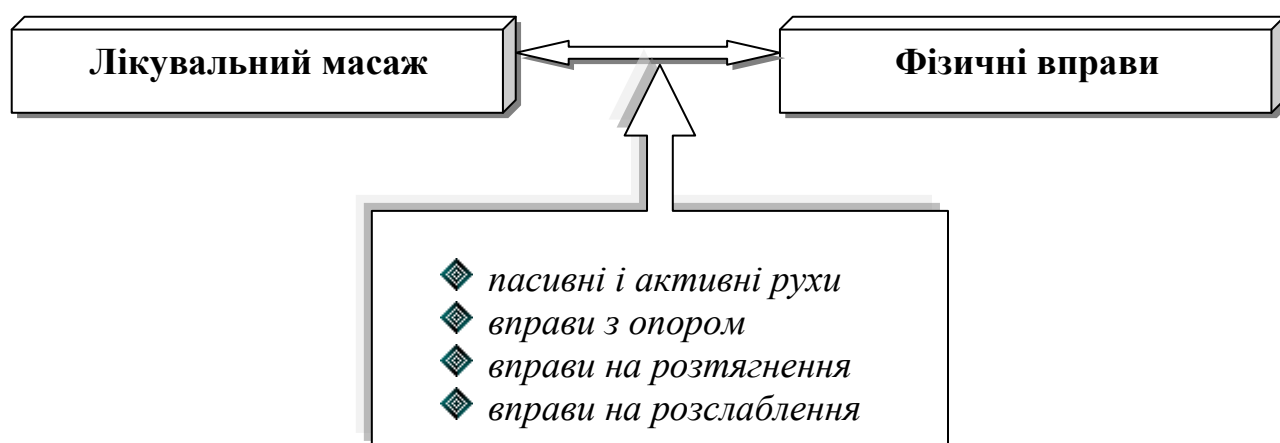 Лікувальний масаж
Фізичні вправи
пасивні і активні рухи
вправи з опором
вправи на розтягнення
вправи на розслаблення